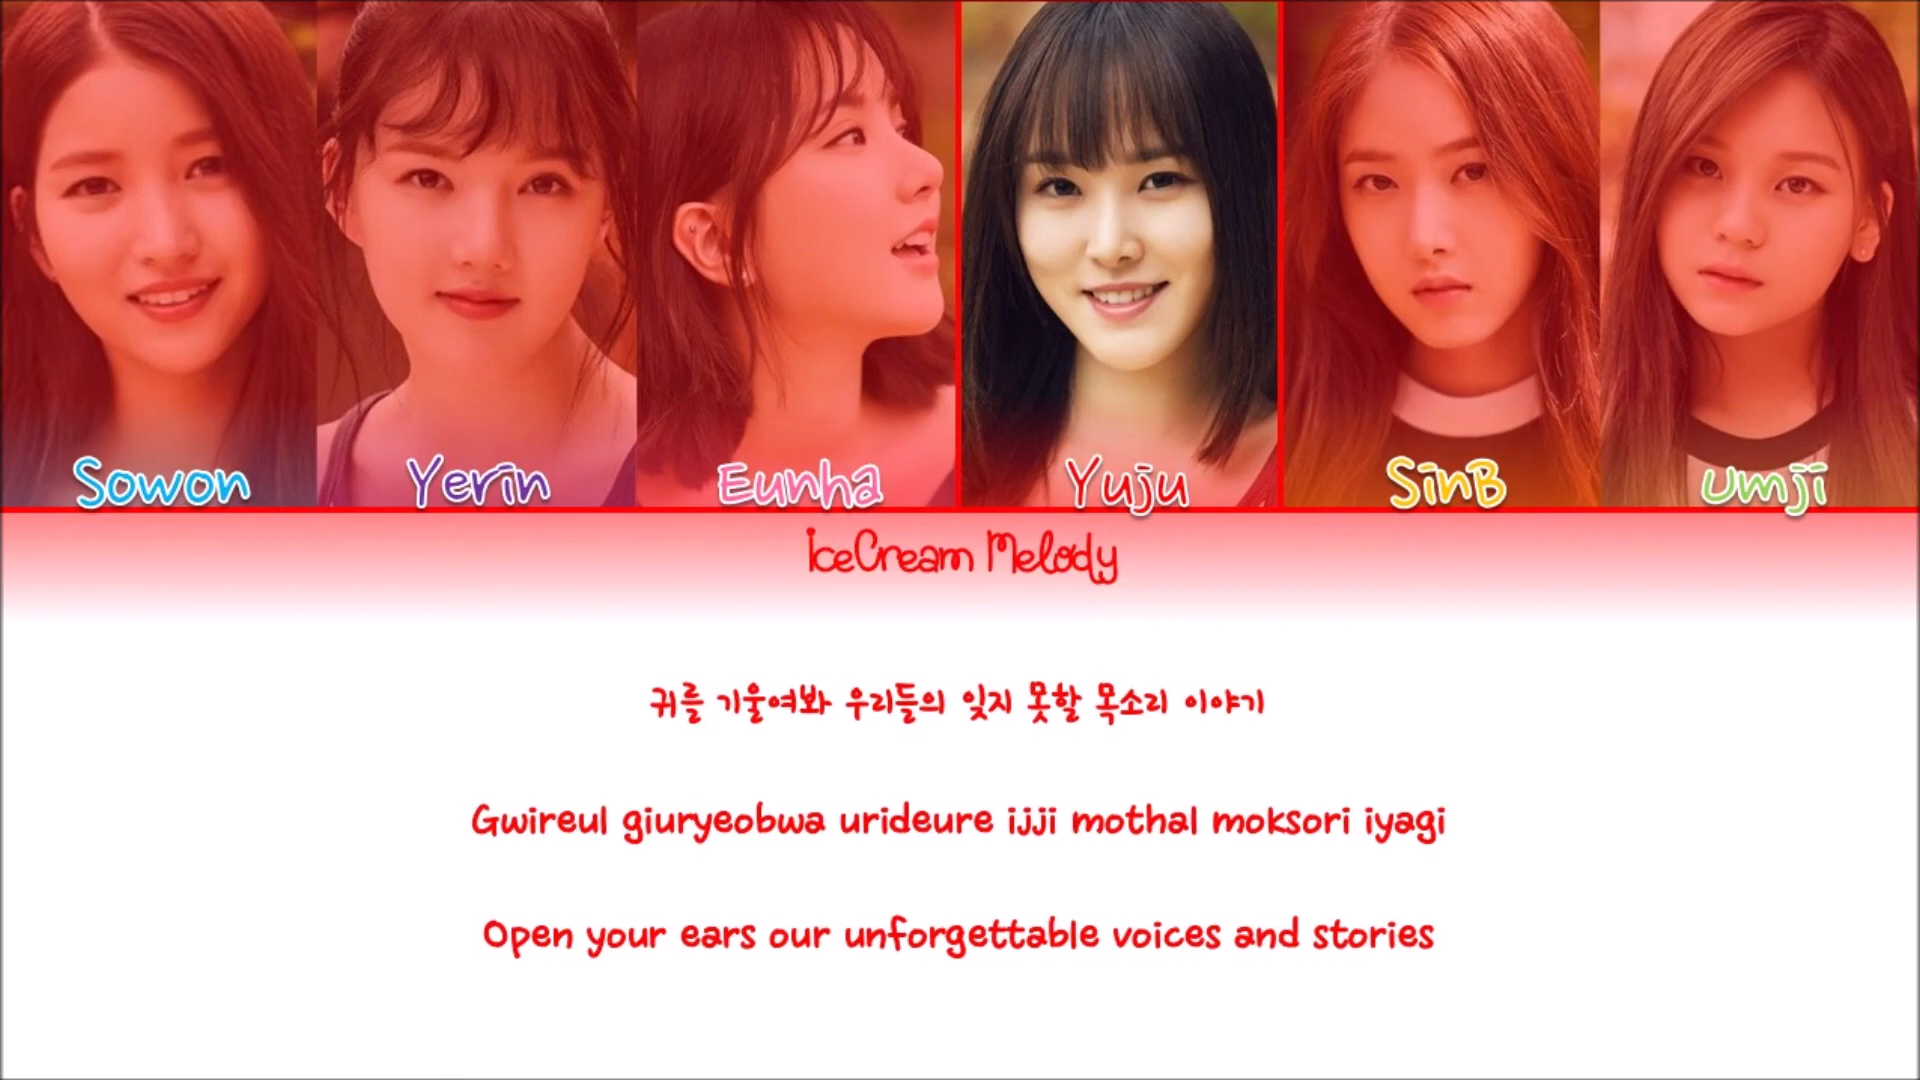 Sowon Yerin Eunha Yuju SinB Umji
IceCream Melody
귀를 기울여봐 우리들의 잊지 못할 목소리 이야기
Gwireul giuryeobwa urideure ijji mothal moksori iyagi
Open your ears our unforgettable voices and stories